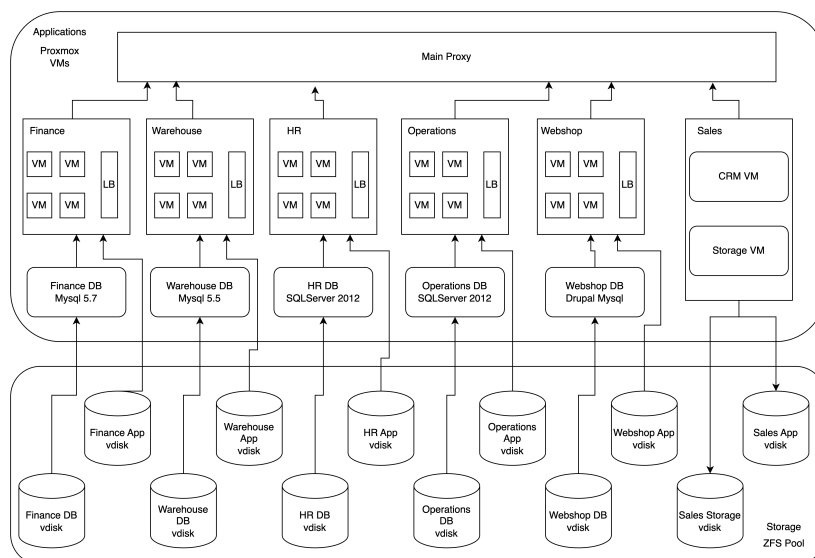 Applications
Proxmox
VMs
Main Proxy
Finance
VM VM
LB
VM VM
Warehouse
VM VM
LB
VM VM
HR
VM VM
LB
VM VM
Operations
VM VM
LB
VM VM
Webshop
VM VM
LB
VM VM
Sales
CRM VM
Storage VM
Finance DB
Mysql 5.7
Warehouse DB
Mysql 5.5
HR DB
SQLServer 2012
Operations DB
SQLServer 2012
Webshop DB
Drupal Mysql
Finance App
vdisk
Warehouse
App
vdisk
HR App
vdisk
Operations
App
vdisk
Webshop App
vdisk
Sales App
vdisk
Finance DB
vdisk
Warehouse
DB
vdisk
HR DB
vdisk
Operations
DB
vdisk
Webshop DB
vdisk
Sales Storage
vdisk
Storage
ZFS Pool